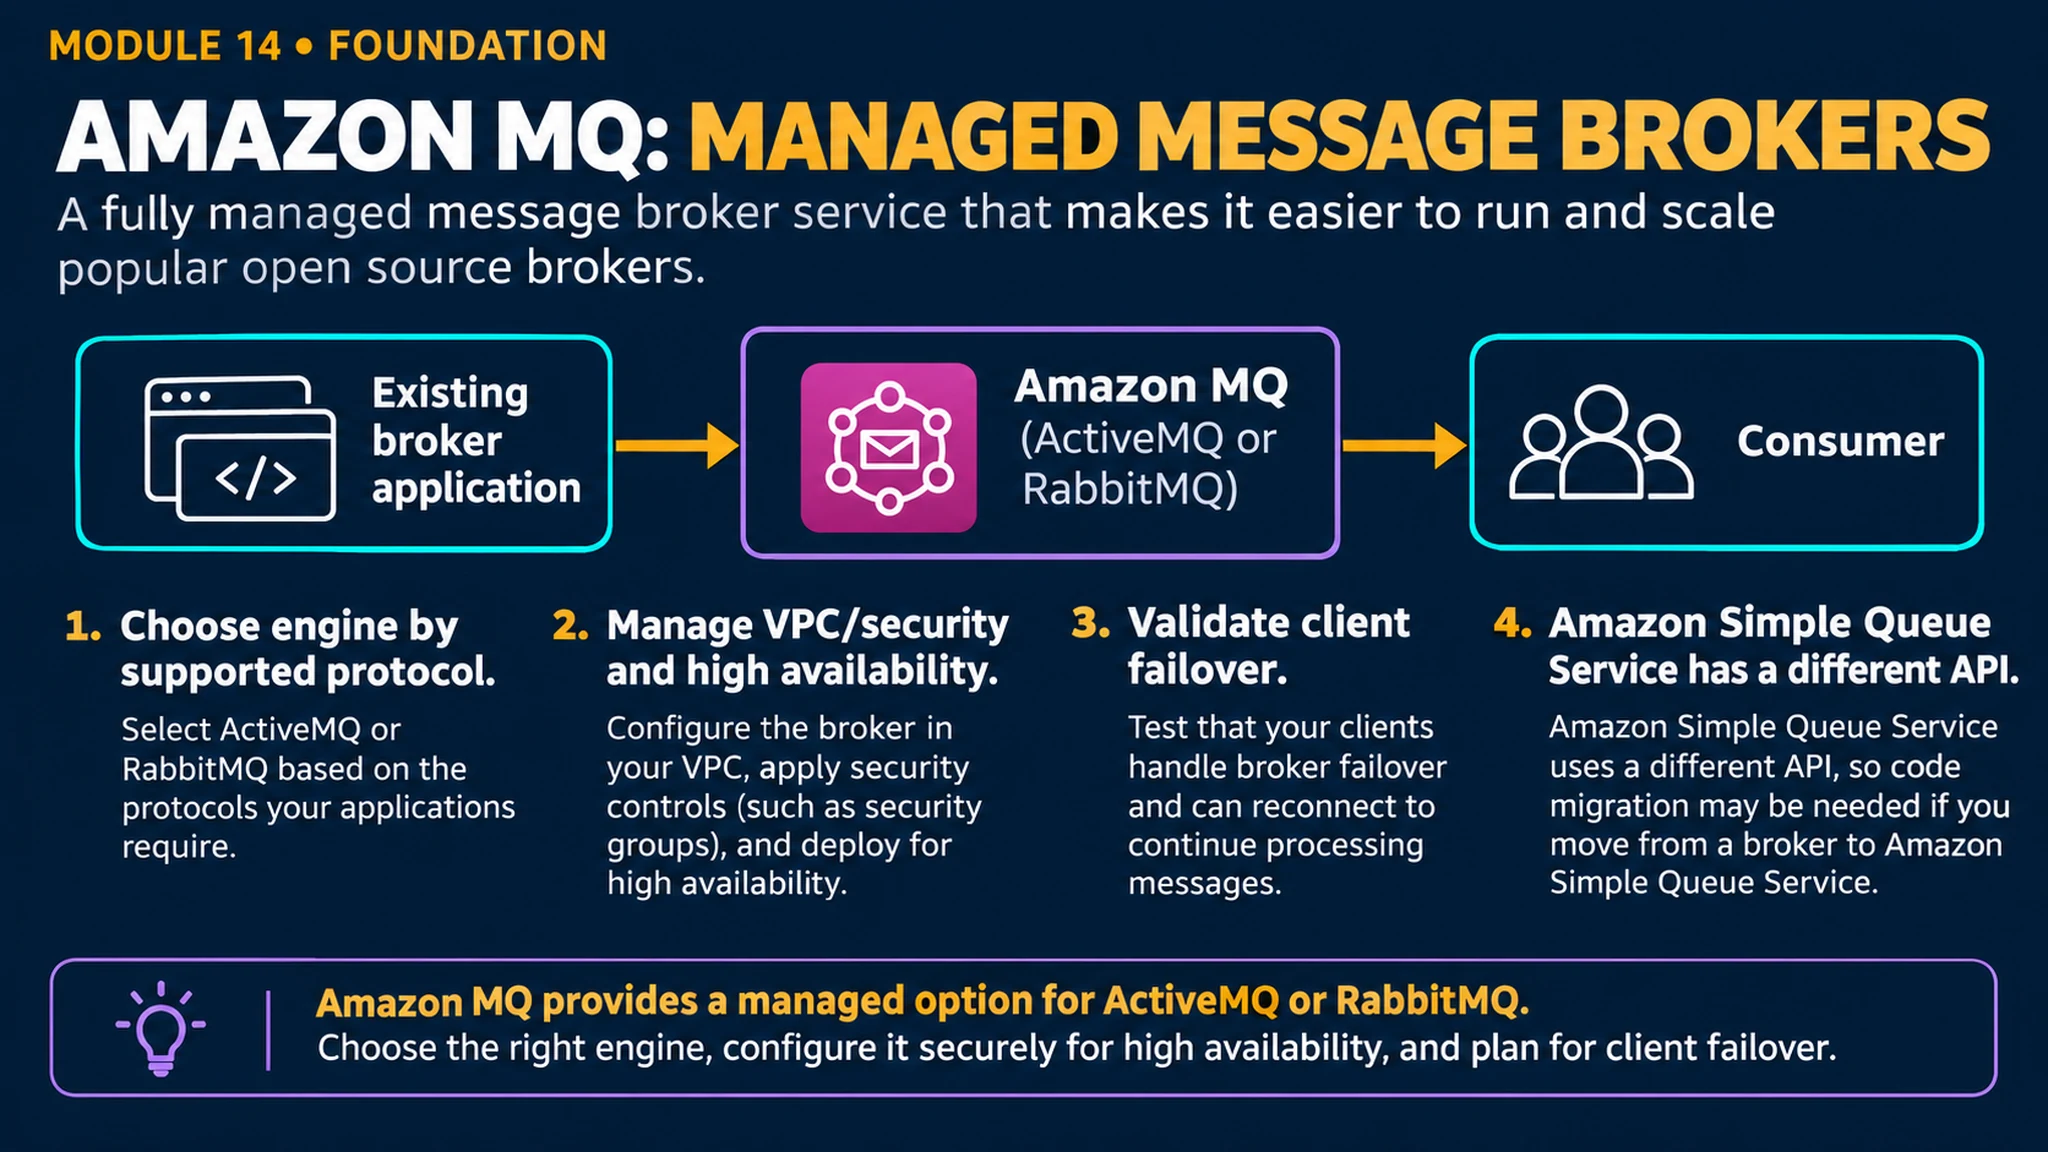 MODULE 14 • FOUNDATION
AMAZON MQ: MANAGED MESSAGE BROKERS
A fully managed message broker service that makes it easier to run and scale
popular open source brokers.
Existing
broker
application
</>
Amazon MQ
(ActiveMQ or
RabbitMQ)
Consumer
1. Choose engine by
supported protocol.
Select ActiveMQ or
RabbitMQ based on the
protocols your applications
require.
2. Manage VPC/security
and high availability.
Configure the broker in
your VPC, apply security
controls (such as security
groups), and deploy for
high availability.
3. Validate client
failover.
Test that your clients
handle broker failover
and can reconnect to
continue processing
messages.
4. Amazon Simple Queue
Service has a different API.
Amazon Simple Queue Service
uses a different API, so code
migration may be needed if you
move from a broker to Amazon
Simple Queue Service.
Amazon MQ provides a managed option for ActiveMQ or RabbitMQ.
Choose the right engine, configure it securely for high availability, and plan for client failover.